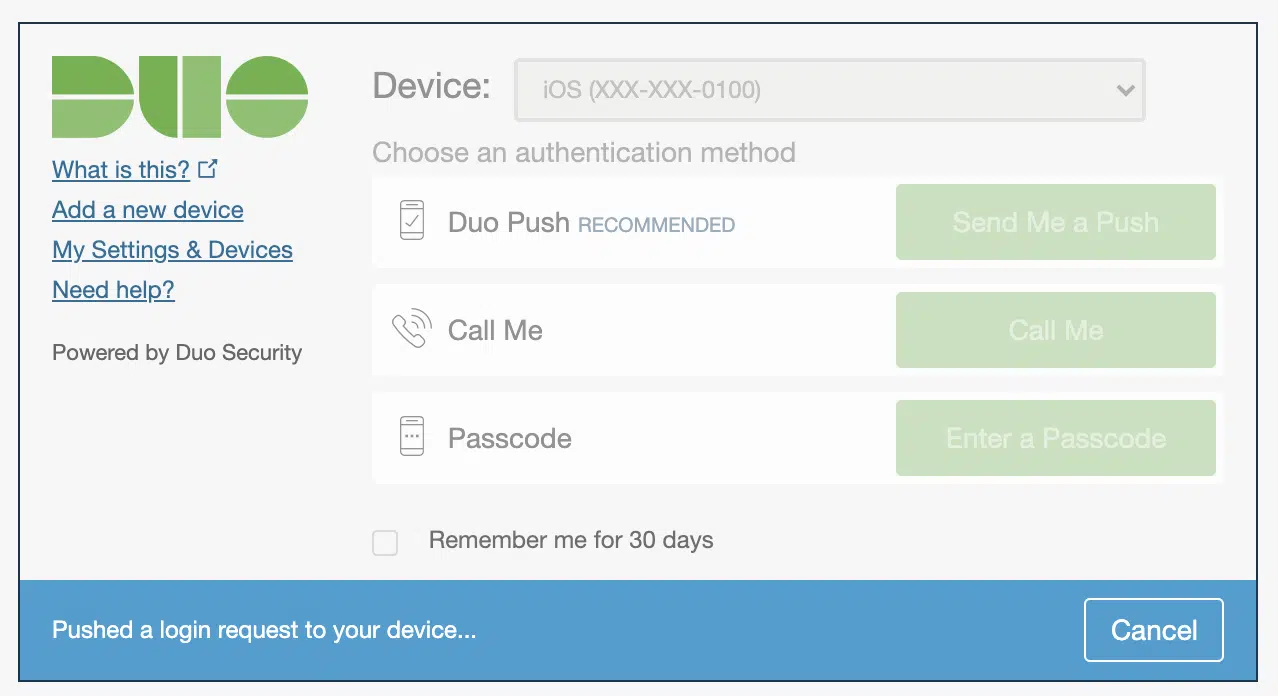 DUO
What is this?
Add a new device
My Settings & Devices
Need help?
Powered by Duo Security
Device: iOS (XXX-XXX-0100)
Choose an authentication method
Duo Push RECOMMENDED Send Me a Push
Call Me Call Me
Passcode Enter a Passcode
Remember me for 30 days
Pushed a login request to your device... Cancel